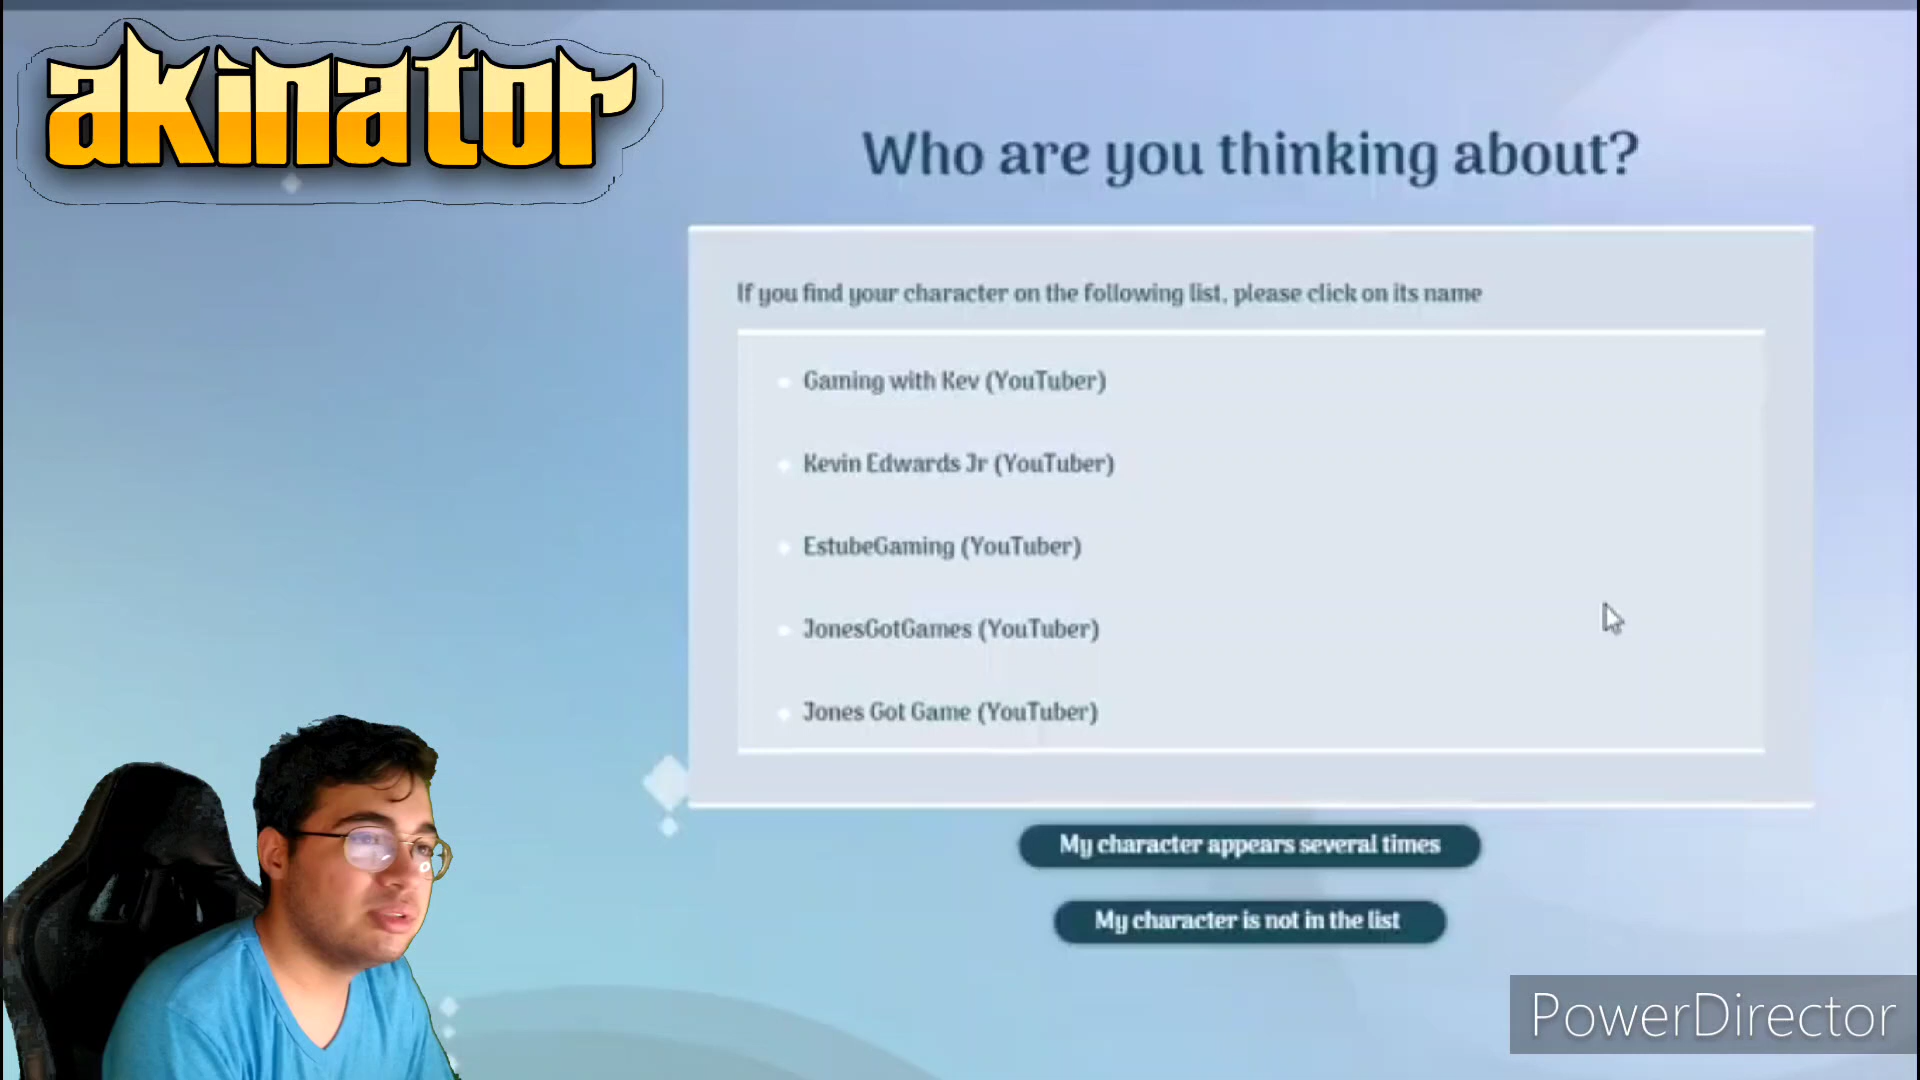 akinator
Who are you thinking about?
If you find your character on the following list, please click on its name
Gaming with Kev (YouTuber)
Kevin Edwards Jr (YouTuber)
EstubeGaming (YouTuber)
JonesGotGames (YouTuber)
Jones Got Game (YouTuber)
My character appears several times
My character is not in the list
PowerDirector